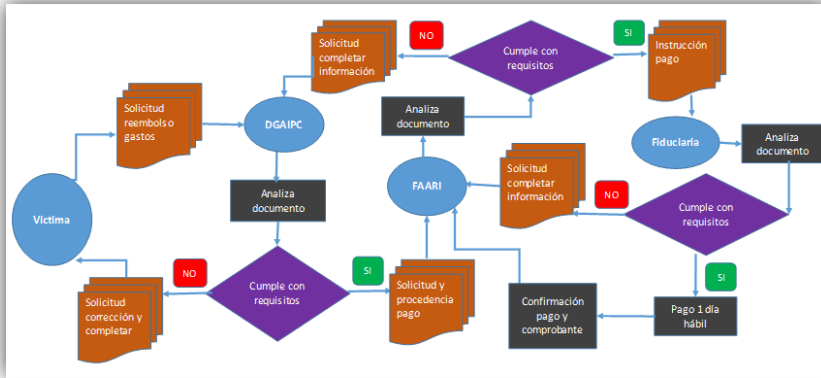 Solicitud
completar
información
NO
Cumple con
requisitos
SI
Instrucción
pago
Solicitud
reembolso
gastos
DGAIPC
Analiza
documento
Fiduciaria
Analiza
documento
Víctima
Analiza
documento
FAARI
Solicitud
completar
información
NO
Cumple con
requisitos
NO
Cumple con
requisitos
SI
Solicitud y
procedencia
pago
Solicitud
corrección y
completar
Confirmación
pago y
comprobante
SI
Pago 1 día
hábil